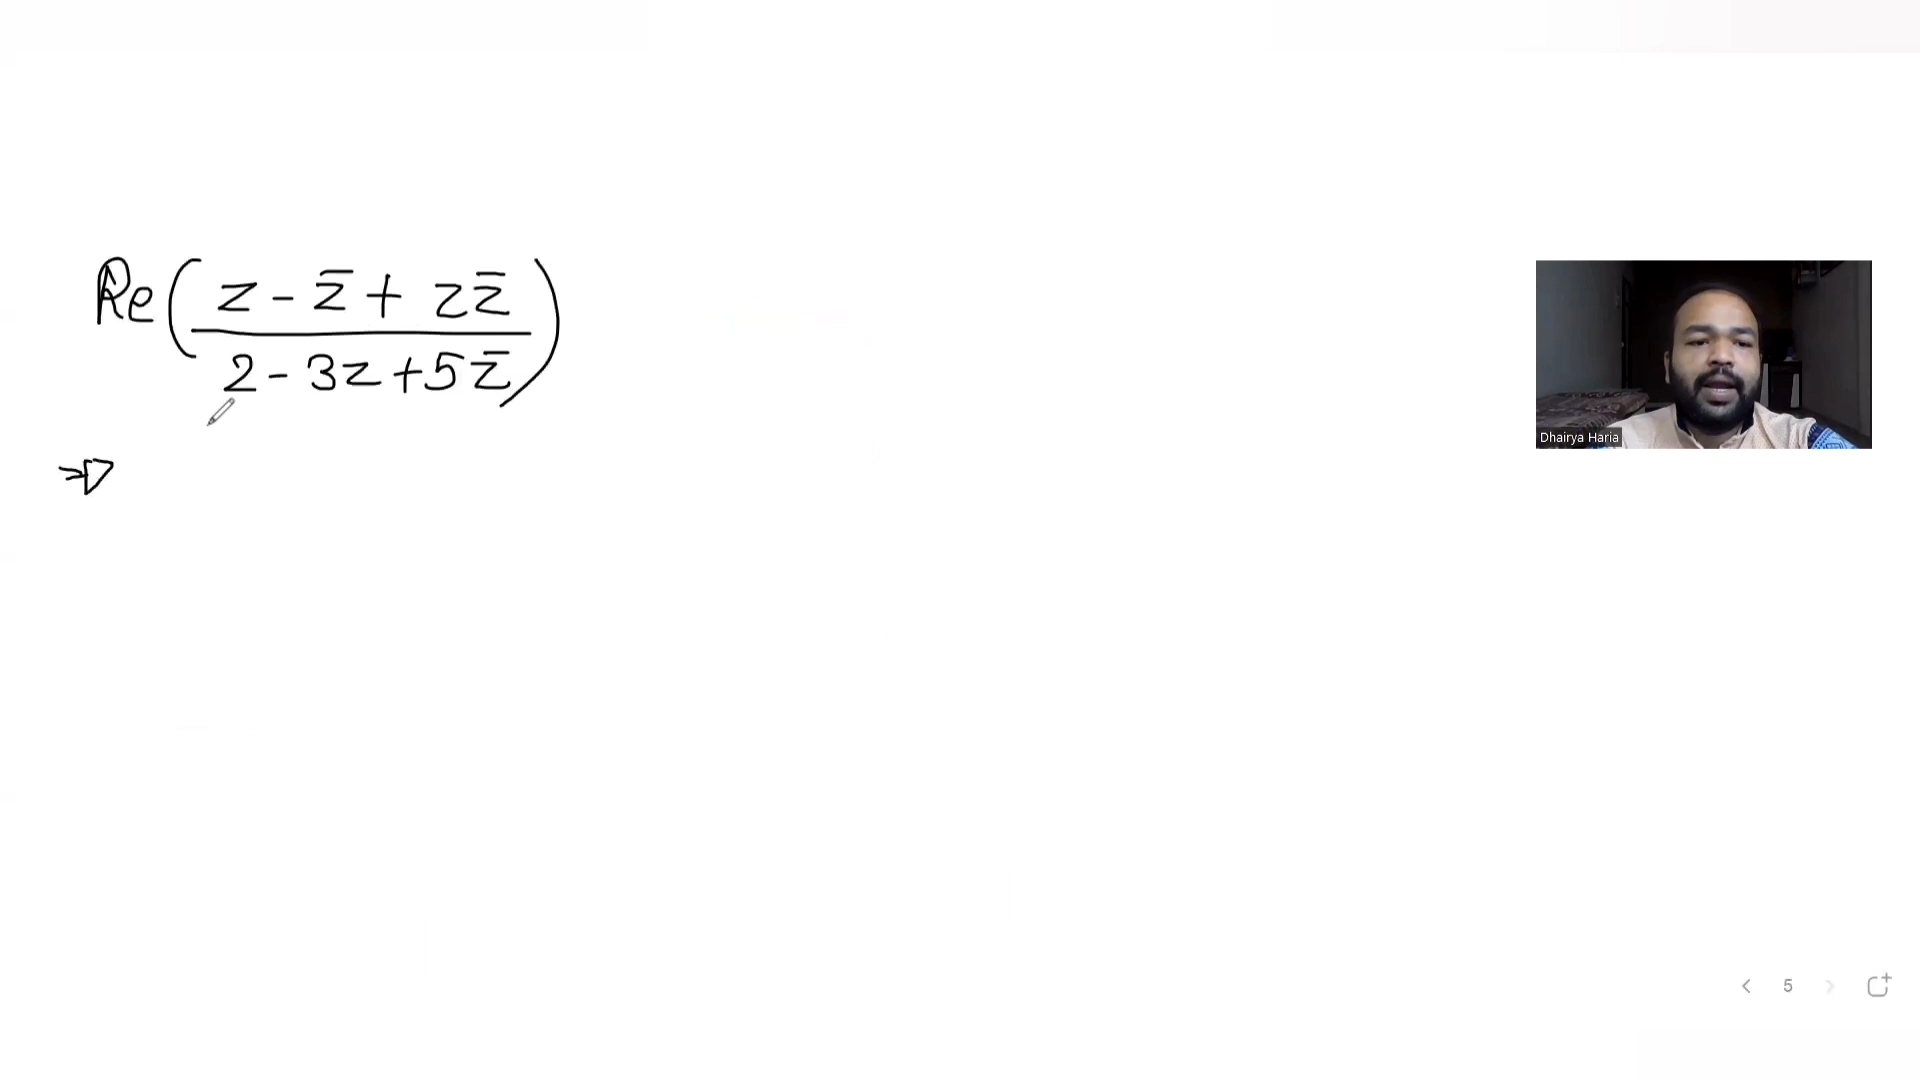 Re( z - z̄ + zz̄ )
2 - 3z + 5z̄
⇒
Dhairya Haria
< 5 >